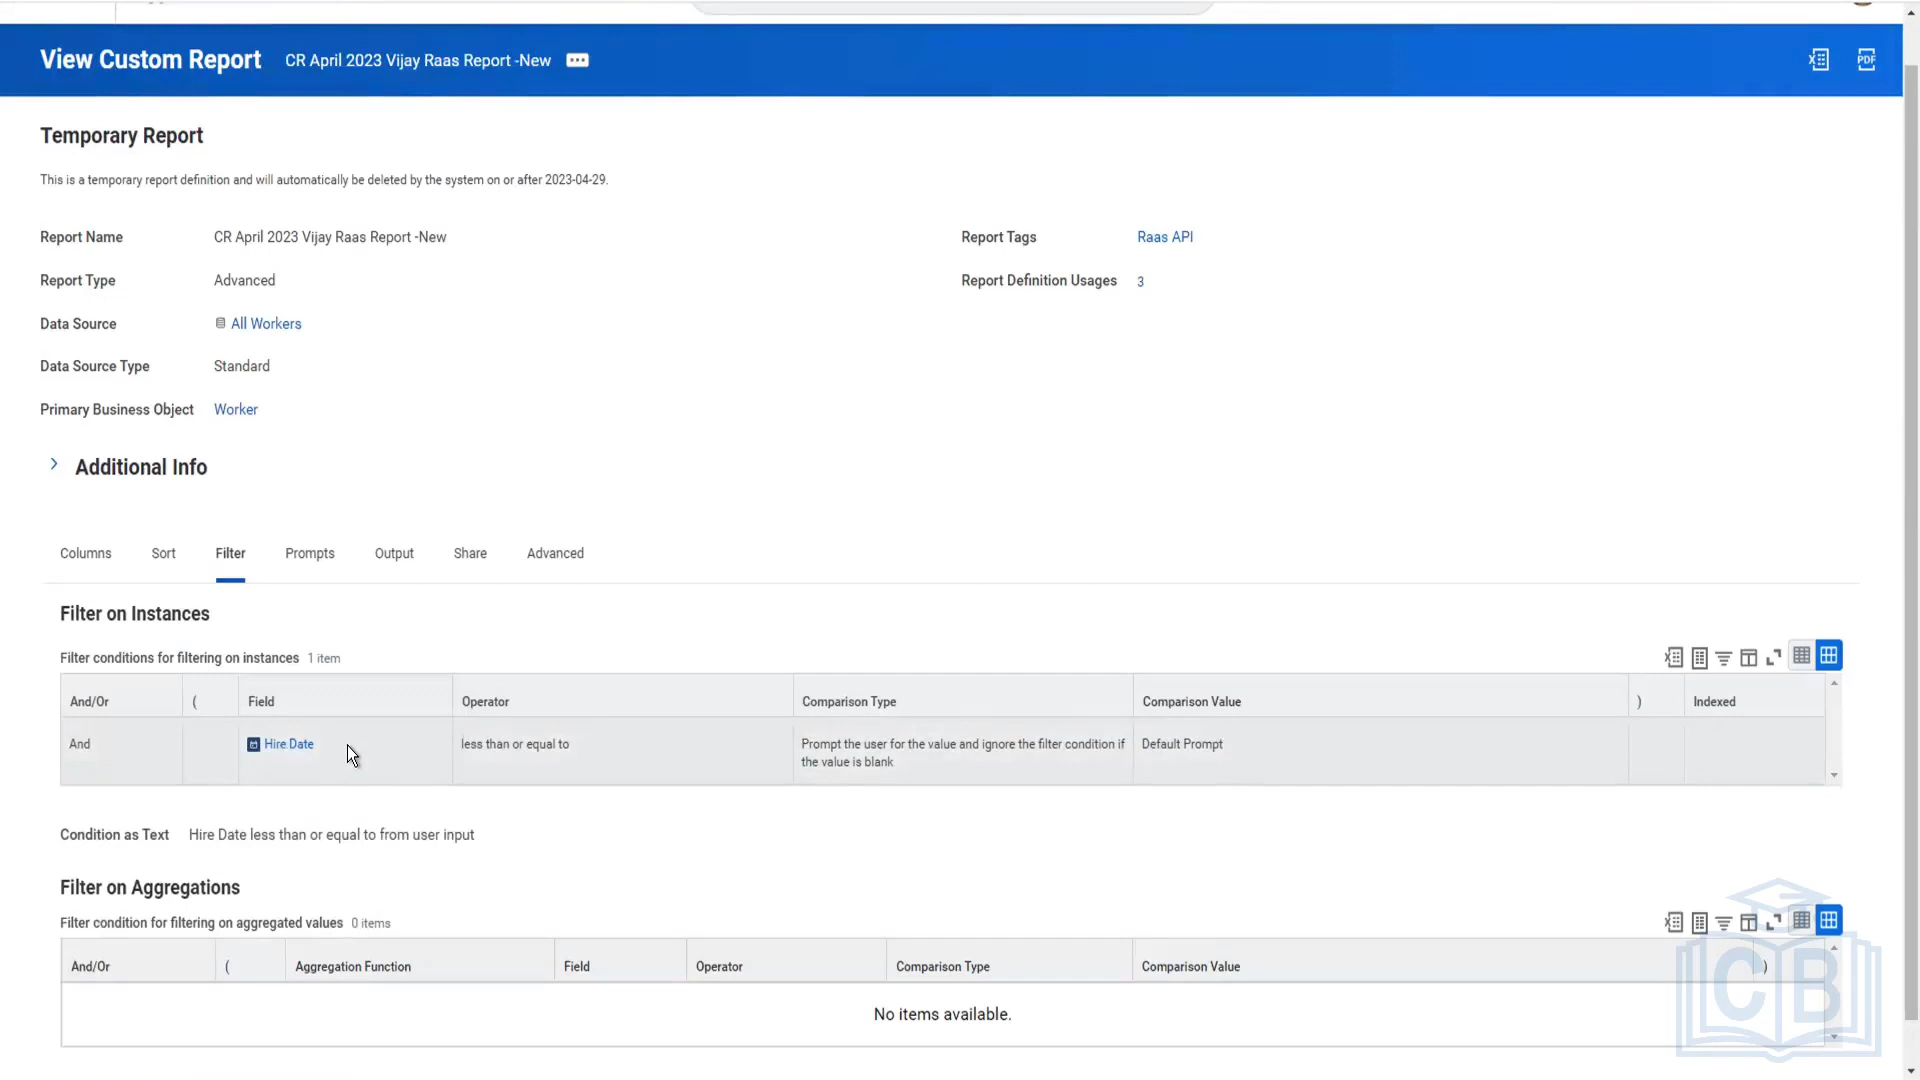 View Custom Report CR April 2023 Vijay Raas Report -New
PDF
Temporary Report
This is a temporary report definition and will automatically be deleted by the system on or after 2023-04-29.
Report Name CR April 2023 Vijay Raas Report -New Report Tags Raas API
Report Type Advanced Report Definition Usages 3
Data Source All Workers
Data Source Type Standard
Primary Business Object Worker
Additional Info
Columns Sort Filter Prompts Output Share Advanced
Filter on Instances
Filter conditions for filtering on instances 1 item
And/Or ( Field Operator Comparison Type Comparison Value ) Indexed
And Hire Date less than or equal to Prompt the user for the value and ignore the filter condition if Default Prompt
the value is blank
Condition as Text Hire Date less than or equal to from user input
Filter on Aggregations
Filter condition for filtering on aggregated values 0 items
And/Or ( Aggregation Function Field Operator Comparison Type Comparison Value )
No items available.
CB